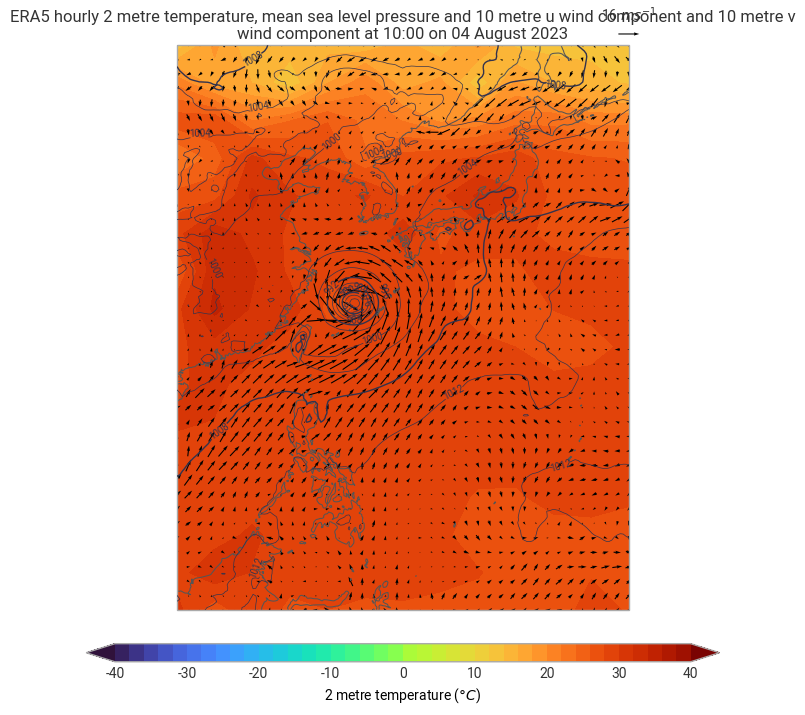 ERA5 hourly 2 metre temperature, mean sea level pressure and 10 metre u wind component and 10 metre v
16 ms⁻¹
wind component at 10:00 on 04 August 2023
1008
1008
1004
1004
1000
1004
1000
1004
1000
1000
1012
1008
1012
1012
-40 -30 -20 -10 0 10 20 30 40
2 metre temperature (°C)